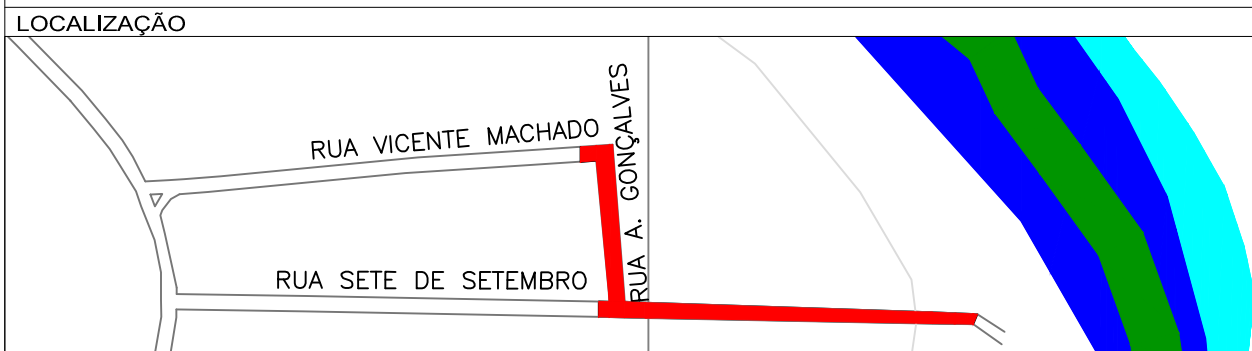 LOCALIZAÇÃO
RUA VICENTE MACHADO
RUA A. GONÇALVES
RUA SETE DE SETEMBRO